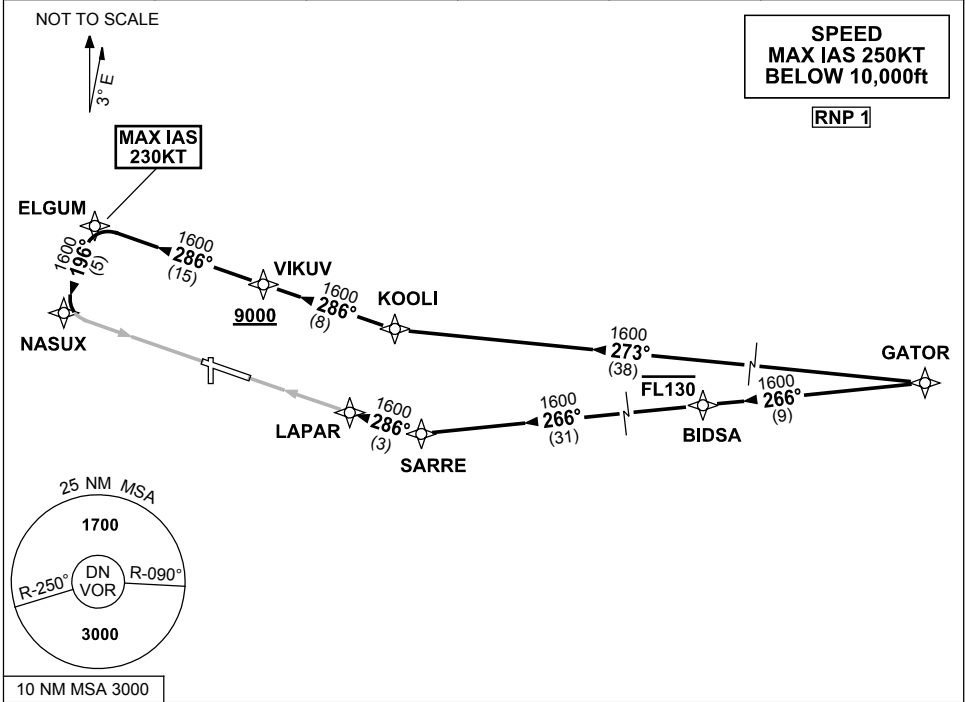 NOT TO SCALE
3° E
SPEED
MAX IAS 250KT
BELOW 10,000ft
RNP 1
MAX IAS
230KT
ELGUM
1600
286°
(15)
VIKUV
9000
1600
286°
(8)
KOOLI
1600
273°
(38)
GATOR
1600
196°
(5)
NASUX
FL130
1600
266°
(9)
BIDSA
1600
266°
(31)
SARRE
1600
286°
(3)
LAPAR
25 NM MSA
1700
R-250°
DN
VOR
R-090°
3000
10 NM MSA 3000